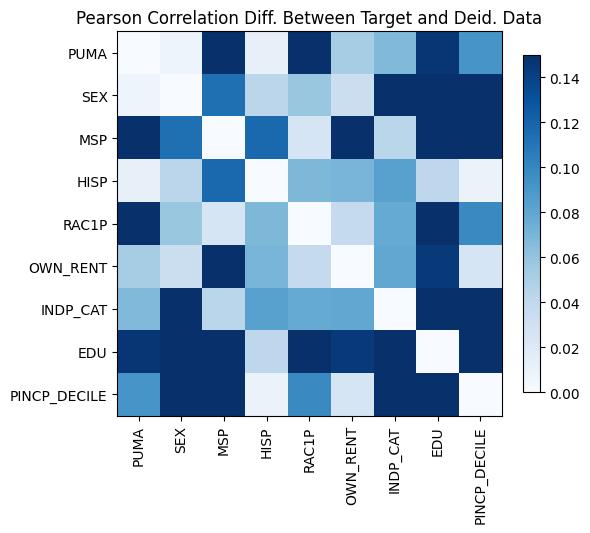 Pearson Correlation Diff. Between Target and Deid. Data
PUMA
SEX
MSP
HISP
RAC1P
OWN_RENT
INDP_CAT
EDU
PINCP_DECILE
PUMA
SEX
MSP
HISP
RAC1P
OWN_RENT
INDP_CAT
EDU
PINCP_DECILE
0.14
0.12
0.10
0.08
0.06
0.04
0.02
0.00